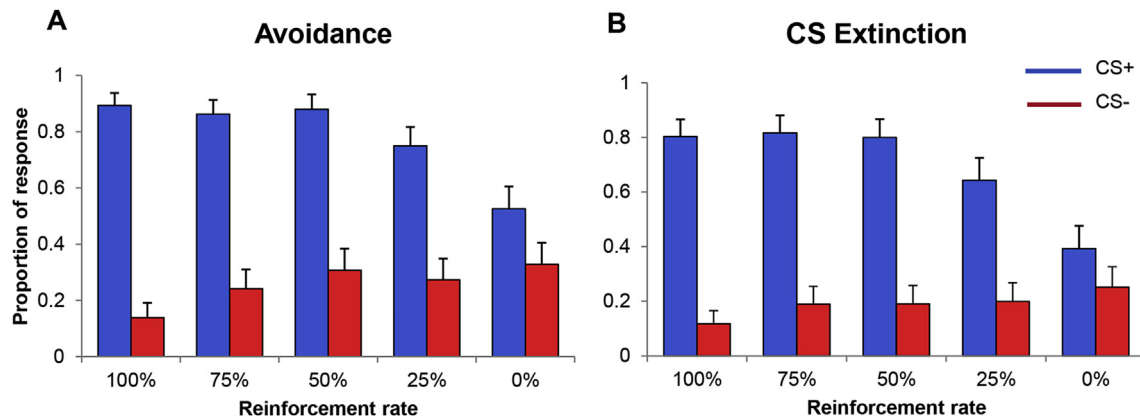 A
Avoidance
Proportion of response
1
0.8
0.6
0.4
0.2
0
100% 75% 50% 25% 0%
Reinforcement rate
B
CS Extinction
CS+
CS-
1
0.8
0.6
0.4
0.2
0
100% 75% 50% 25% 0%
Reinforcement rate